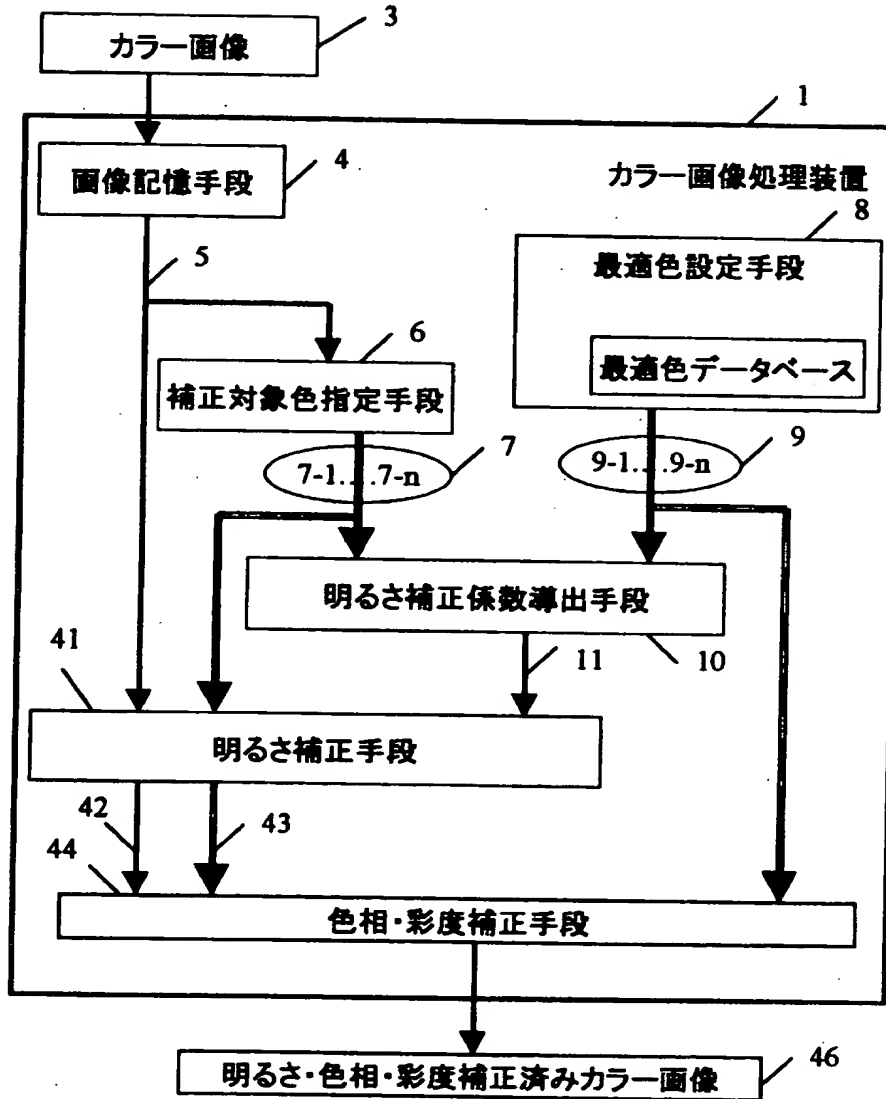 3
カラー画像
1
4
画像記憶手段
カラー画像処理装置
8
5
最適色設定手段
6
最適色データベース
補正対象色指定手段
7
9
7-1....7-n
9-1....9-n
明るさ補正係数導出手段
11
10
41
明るさ補正手段
42
43
44
色相・彩度補正手段
46
明るさ・色相・彩度補正済みカラー画像